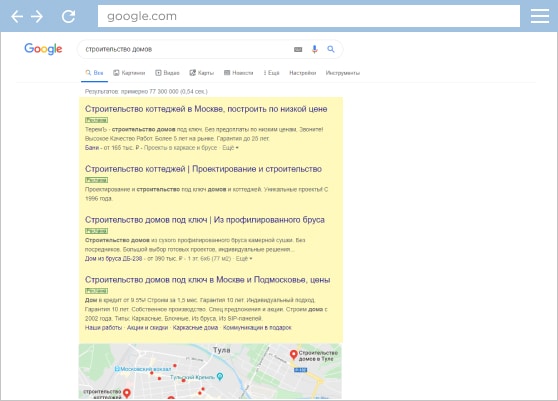 google.com
Google
строительство домов
Все Картинки Видео Карты Новости Ещё Настройки Инструменты
Результатов: примерно 77 300 000 (0,54 сек.)
Строительство коттеджей в Москве, построить по низкой цене
Реклама
ТеремЪ - строительство домов под ключ. Без предоплаты по низким ценам. Звоните!
Высокое Качество Работ. Более 5 лет на рынке. Гарантия до 25 лет.
Бани - от 165 тыс. ₽ - Проекты в каркасе и брусе · Ещё
Строительство коттеджей | Проектирование и строительство
Реклама
Проектирование и строительство под ключ домов и коттеджей. Уникальные проекты! С
1996 года.
Строительство домов под ключ | Из профилированного бруса
Реклама
Строительство домов из сухого профилированного бруса камерной сушки. Без
посредников. Большой выбор готовых проектов, индивидуальные решения...
Дом из бруса ДБ-238 - от 390 тыс. ₽ - 1 эт. 6х6 (77 м2) · Ещё
Строительство домов под ключ в Москве и Подмосковье, цены
Реклама
Дом в кредит от 9.5%! Строим за 1,5 мес. Гарантия 10 лет. Индивидуальный подход.
Гарантия 10 лет. Собственное производство. Спец предложения и акции. Строим дома с
2002 года. Типы: Каркасные, Блочные, Из бруса, Из SIP-панелей.
Наши работы · Акции и скидки · Каркасные дома · Коммуникации в подарок
Тула
Строительство
домов в Туле
Московский вокзал
Тульский Кремль
строительство
коттеджей